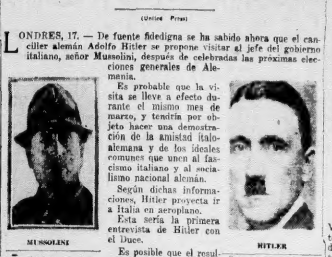 (United Press)
LONDRES, 17. — De fuente fidedigna se ha sabido ahora que el can-
ciller alemán Adolfo Hitler se propone visitar al jefe del gobierno
italiano, señor Mussolini, después de celebradas las próximas elec-
ciones generales de Ale-
mania.
Es probable que la vi-
sita se lleve a efecto
durante el mismo mes de
marzo, y tendría por ob-
jeto hacer una demostra-
ción de la amistad italo-
alemana y de los ideales
comunes que unen al fas-
cismo italiano y al socia-
lismo nacional alemán.
Según dichas informa-
ciones, Hitler proyecta ir
a Italia en aeroplano.
Esta sería la primera
entrevista de Hitler con
el Duce.
Es posible que el resul-
MUSSOLINI
HITLER